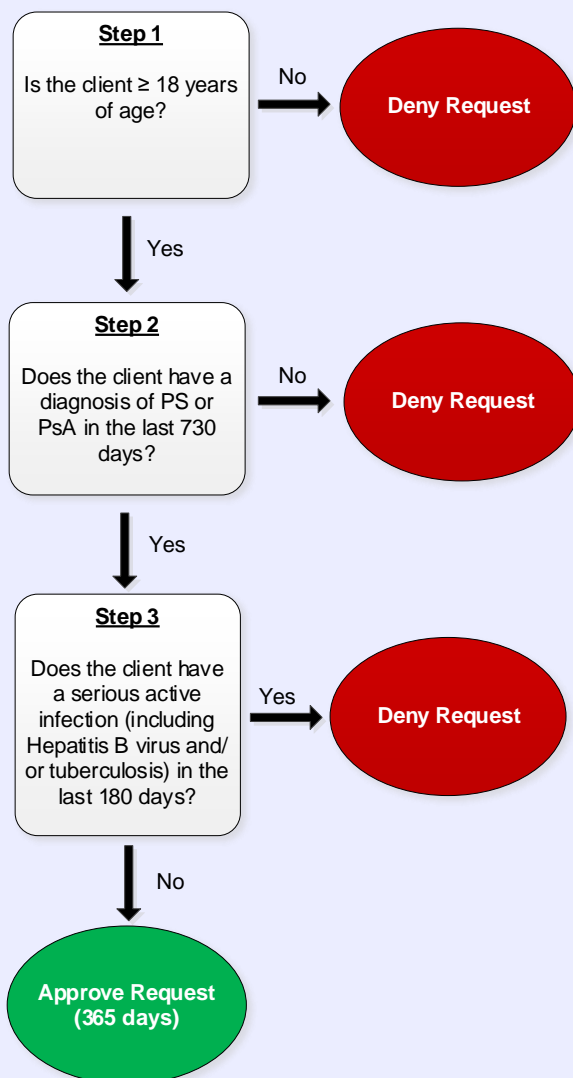 Step 1
Is the client ≥ 18 years
of age?
No
Deny Request
Yes
Step 2
Does the client have a
diagnosis of PS or
PsA in the last 730
days?
No
Deny Request
Yes
Step 3
Does the client have
a serious active
infection (including
Hepatitis B virus and/
or tuberculosis) in the
last 180 days?
Yes
Deny Request
No
Approve Request
(365 days)